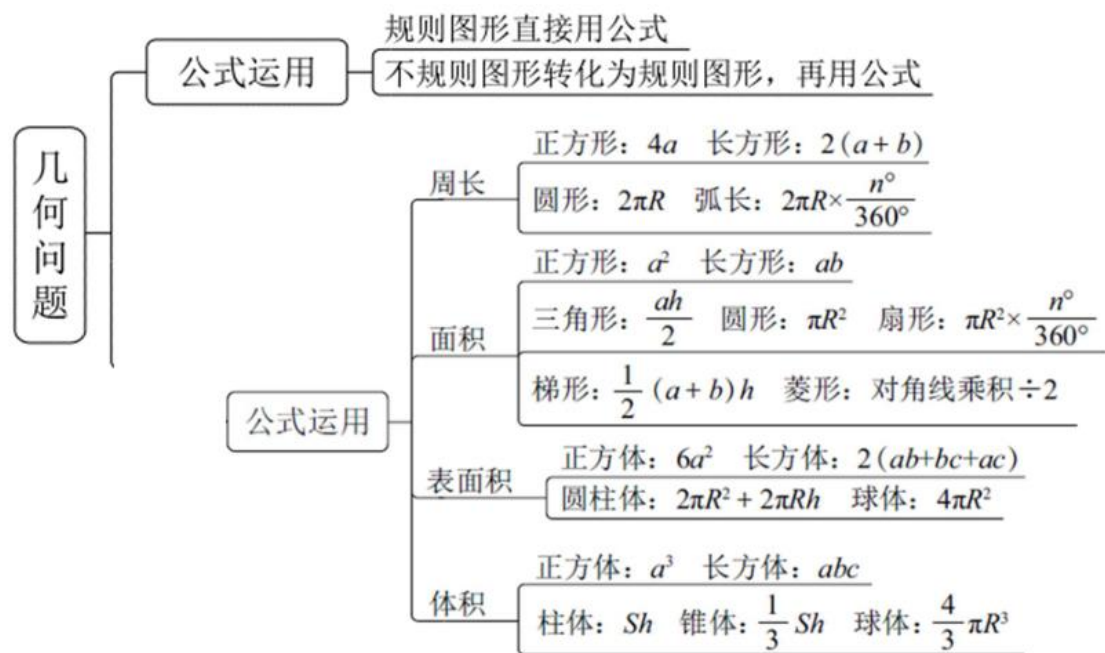 规则图形直接用公式
公式运用
不规则图形转化为规则图形，再用公式
几何问题
正方形：4a 长方形：2(a+b)
周长
圆形：2πR 弧长：2πR×n°/360°
正方形：a² 长方形：ab
面积
三角形：ah/2 圆形：πR² 扇形：πR²×n°/360°
梯形：1/2(a+b)h 菱形：对角线乘积÷2
公式运用
正方体：6a² 长方体：2(ab+bc+ac)
表面积
圆柱体：2πR²+2πRh 球体：4πR²
正方体：a³ 长方体：abc
体积
柱体：Sh 锥体：1/3Sh 球体：4/3πR³